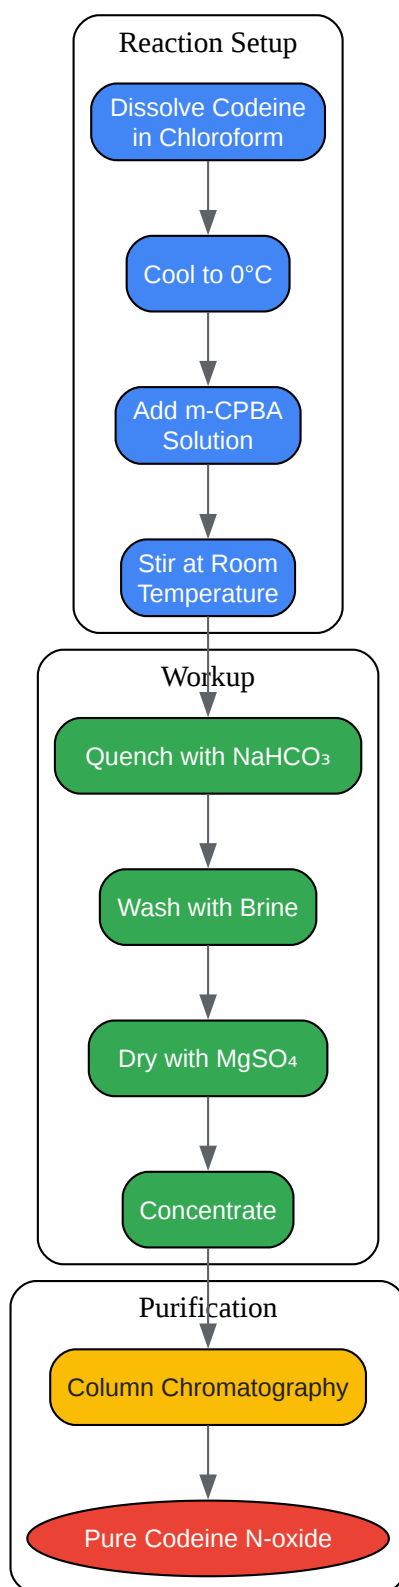 Reaction Setup
Dissolve Codeine
in Chloroform
Cool to 0°C
Add m-CPBA
Solution
Stir at Room
Temperature
Workup
Quench with NaHCO₃
Wash with Brine
Dry with MgSO₄
Concentrate
Purification
Column Chromatography
Pure Codeine N-oxide